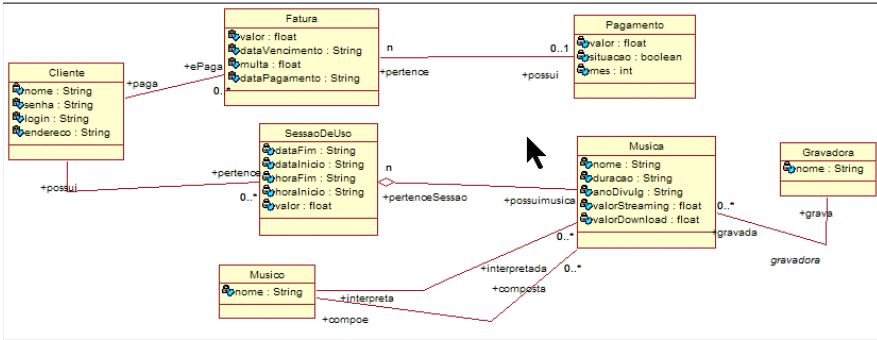 Fatura
valor : float
dataVencimento : String
multa : float
dataPagamento : String
Pagamento
valor : float
situacao : boolean
mes : int
n
0..1
+pertence
+possui
+ePaga
+paga
0..*
Cliente
nome : String
senha : String
login : String
endereco : String
SessaoDeUso
dataFim : String
dataInicio : String
horaFim : String
horaInicio : String
valor : float
+possui
+pertence
0..*
n
+pertenceSessao
+possuimusica
Musica
nome : String
duracao : String
anoDivulg : String
valorStreaming : float
valorDownload : float
Gravadora
nome : String
0..*
+grava
+gravada
gravadora
0..*
+interpretada
0..*
+composta
Musico
nome : String
+interpreta
+compoe